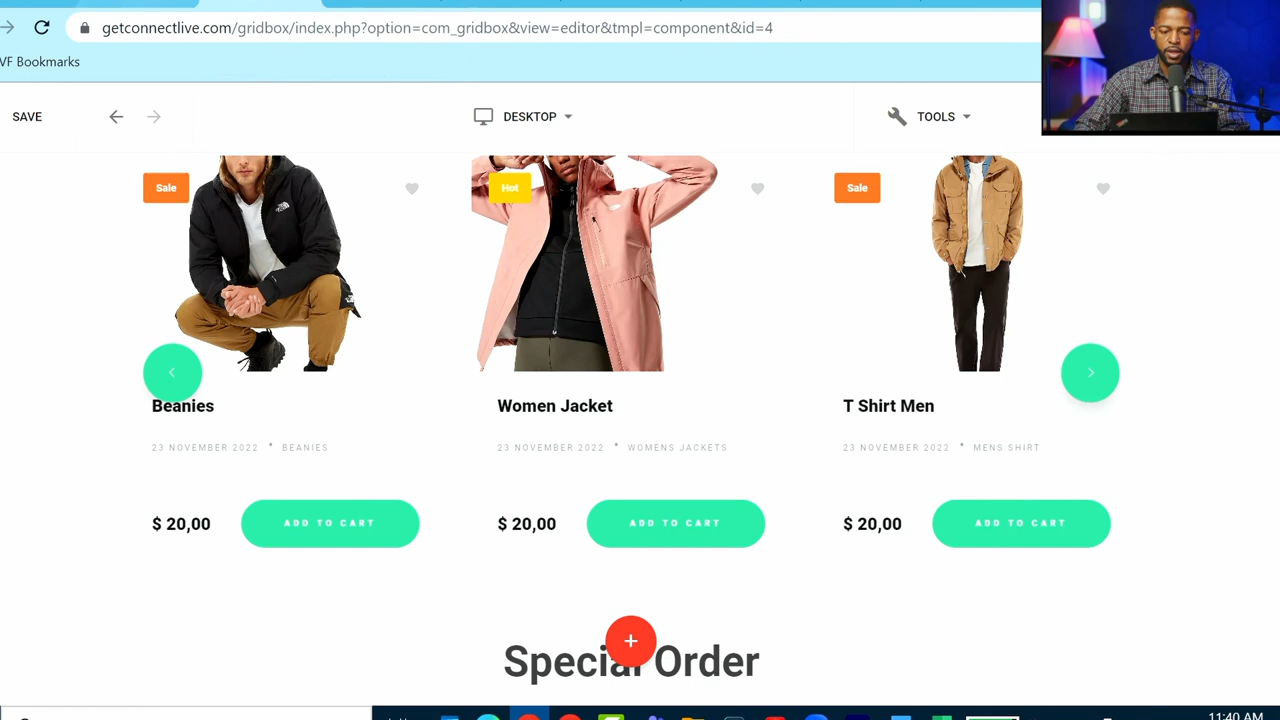 getconnectlive.com/gridbox/index.php?option=com_gridbox&view=editor&tmpl=component&id=4
VF Bookmarks
SAVE DESKTOP TOOLS
Sale Hot Sale
Beanies Women Jacket T Shirt Men
23 NOVEMBER 2022 * BEANIES 23 NOVEMBER 2022 * WOMENS JACKETS 23 NOVEMBER 2022 * MENS SHIRT
$ 20,00 ADD TO CART $ 20,00 ADD TO CART $ 20,00 ADD TO CART
Special Order
11:40 AM